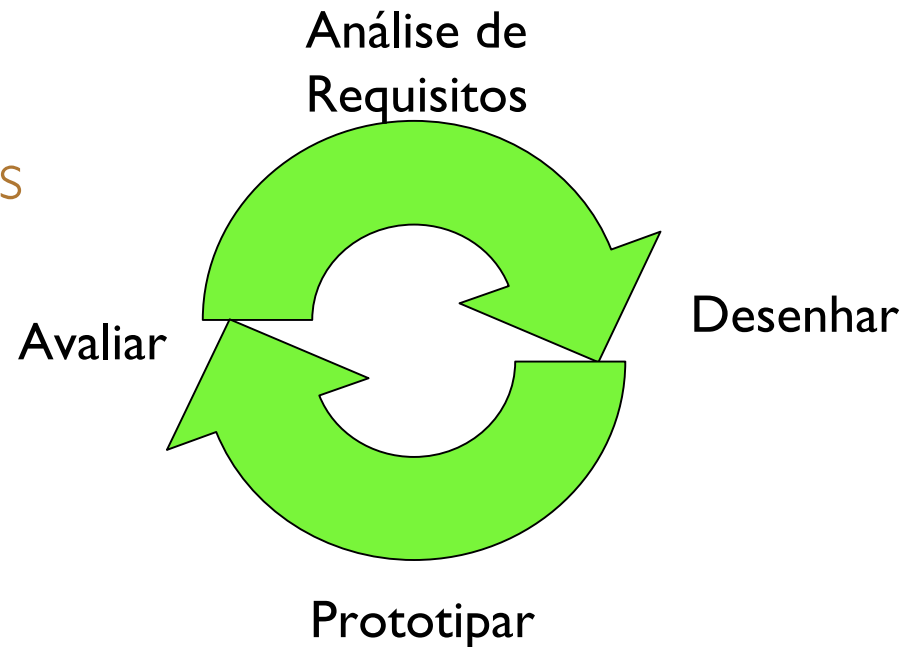 Análise de
Requisitos
s
Desenhar
Avaliar
Prototipar